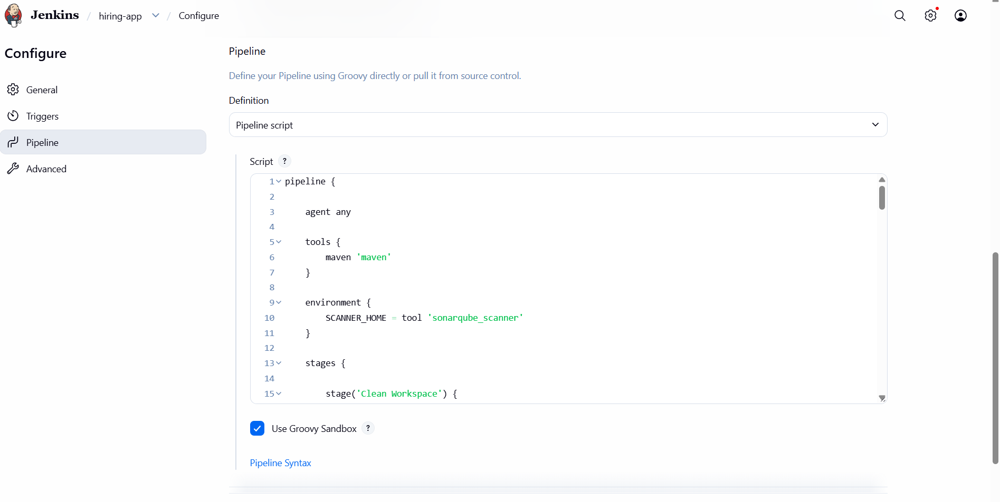 Jenkins / hiring-app / Configure
Configure
General
Triggers
Pipeline
Advanced
Pipeline
Define your Pipeline using Groovy directly or pull it from source control.
Definition
Pipeline script
Script ?
1 pipeline {
2
3     agent any
4
5     tools {
6         maven 'maven'
7     }
8
9     environment {
10         SCANNER_HOME = tool 'sonarqube_scanner'
11     }
12
13     stages {
14
15         stage('Clean Workspace') {
Use Groovy Sandbox ?
Pipeline Syntax